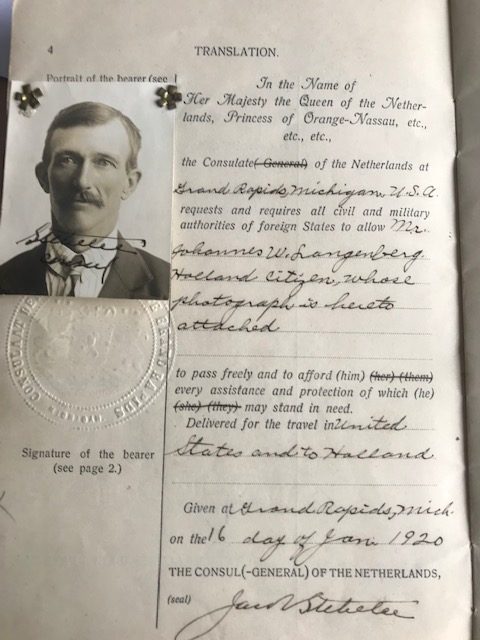 4
TRANSLATION.
Portrait of the bearer (see
In the Name of
Her Majesty the Queen of the Nether-
lands, Princess of Orange-Nassau, etc.,
etc., etc.,
the Consulate (-General) of the Netherlands at
Grand Rapids, Michigan, U.S.A.
requests and requires all civil and military
authorities of foreign States to allow Mr.
Johannes W. Langenberg
Holland Citizen, whose
photograph is hereto
attached
to pass freely and to afford (him) (her) (them)
every assistance and protection of which (he)
(she) (they) may stand in need.
Delivered for the travel in United
States and to Holland
Signature of the bearer
(see page 2.)
Given at Grand Rapids, Mich.
on the 16 day of Jan. 1920
THE CONSUL(-GENERAL) OF THE NETHERLANDS,
(seal)
CONSULAAT DE